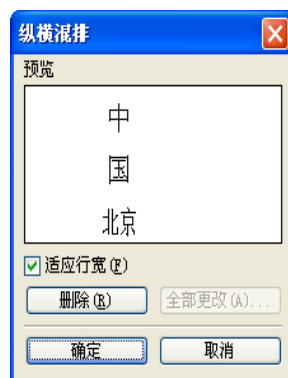 纵横混排
预览
中
国
北京
适应行宽(F)
删除(R) 全部更改(A)...
确定 取消